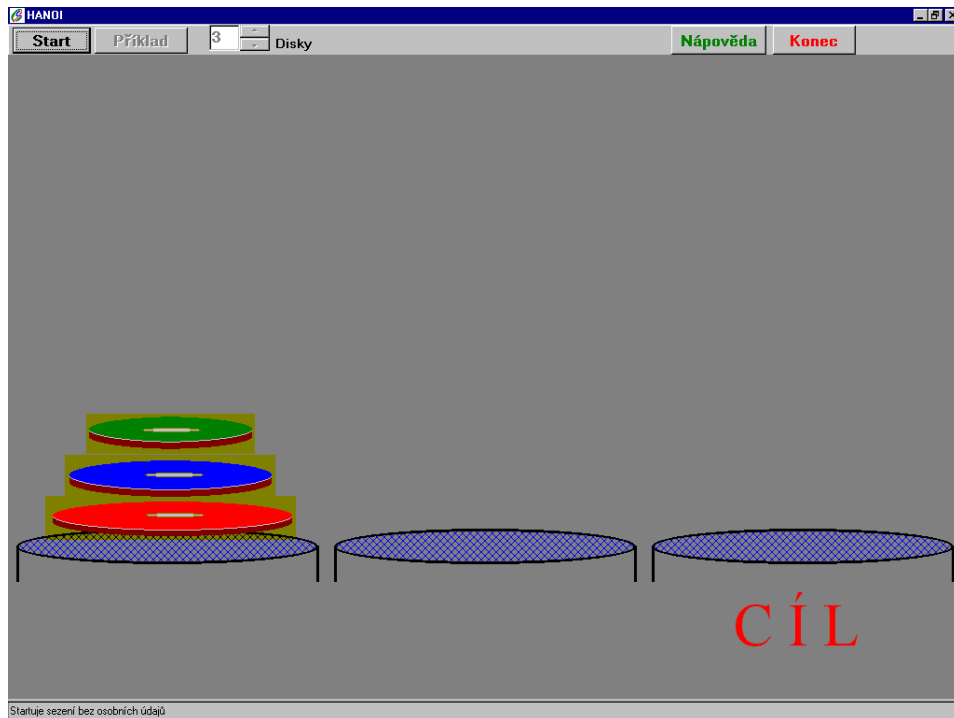 HANOI
Start Příklad 3 Disky Nápověda Konec
C Í L
Startuje sezení bez osobních údajů